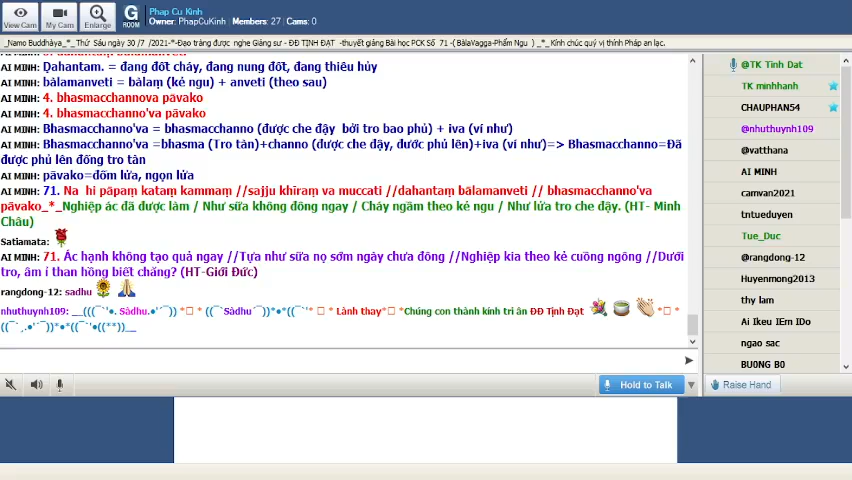 Phap Cu Kinh
Owner: PhapCuKinh Members: 27 / Cams: 0
View Cam
My Cam
Enlarge
G
ROOM
_Namo Buddhàya_*_ Thứ Sáu ngày 30 /7 /2021-*-Đạo tràng được nghe Giảng sư - ĐĐ TỊNH ĐẠT -thuyết giảng Bài học PCK Số 71 -( BàlaVagga-Phẩm Ngu ) _*_ Kính chúc quý vị thính Pháp an lạc.
AI MINH: Ḍahantam. = đang đốt cháy, đang nung đốt, đang thiêu hủy
AI MINH: bàlamanveti = bàlaṃ (kẻ ngu) + anveti (theo sau)
AI MINH: 4. bhasmacchannova pāvako
AI MINH: 4. bhasmacchanno'va pāvako
AI MINH: Bhasmacchanno'va = bhasmacchanno (được che đậy bởi tro bao phủ) + iva (ví như)
AI MINH: Bhasmacchanno'va =bhasma (Tro tàn)+channo (được che dậy, đước phủ lên)+iva (ví như)=> Bhasmacchanno=Đã
được phủ lên đống tro tàn
AI MINH: pāvako=đốm lửa, ngọn lửa
AI MINH: 71. Na hi pāpaṃ kataṃ kammaṃ //sajju khīraṃ va muccati //dahantaṃ bālamanveti // bhasmacchanno'va
pāvako_*_Nghiệp ác đã được làm / Như sữa không đông ngay / Cháy ngầm theo kẻ ngu / Như lửa tro che đậy. (HT- Minh
Châu)
Satiamata:
AI MINH: 71. Ác hạnh không tạo quả ngay //Tựa như sữa nọ sớm ngày chưa đông //Nghiệp kia theo kẻ cuồng ngông //Dưới
tro, âm ỉ than hồng biết chăng? (HT-Giới Đức)
rangdong-12: sadhu
nhuthuynh109: __(((¯`'•. Sàdhu.•'´¯)) *▯ * ((¯`Sàdhu´¯))*•*((¯`'* ▯ * Lành thay*▯ *Chúng con thành kính tri ân ĐĐ Tịnh Đạt *▯ *
((¯`¸.•'´¯))*•*((¯`'•((**))__
Hold to Talk
@TK Tinh Dat
TK minhhanh
CHAUPHAN54
@nhuthuynh109
@vatthana
AI MINH
camvan2021
tntueduyen
Tue_Duc
@rangdong-12
Huyenmong2013
thy lam
Ai Ikeu IEm IDo
ngao sac
BUONG B0
Raise Hand